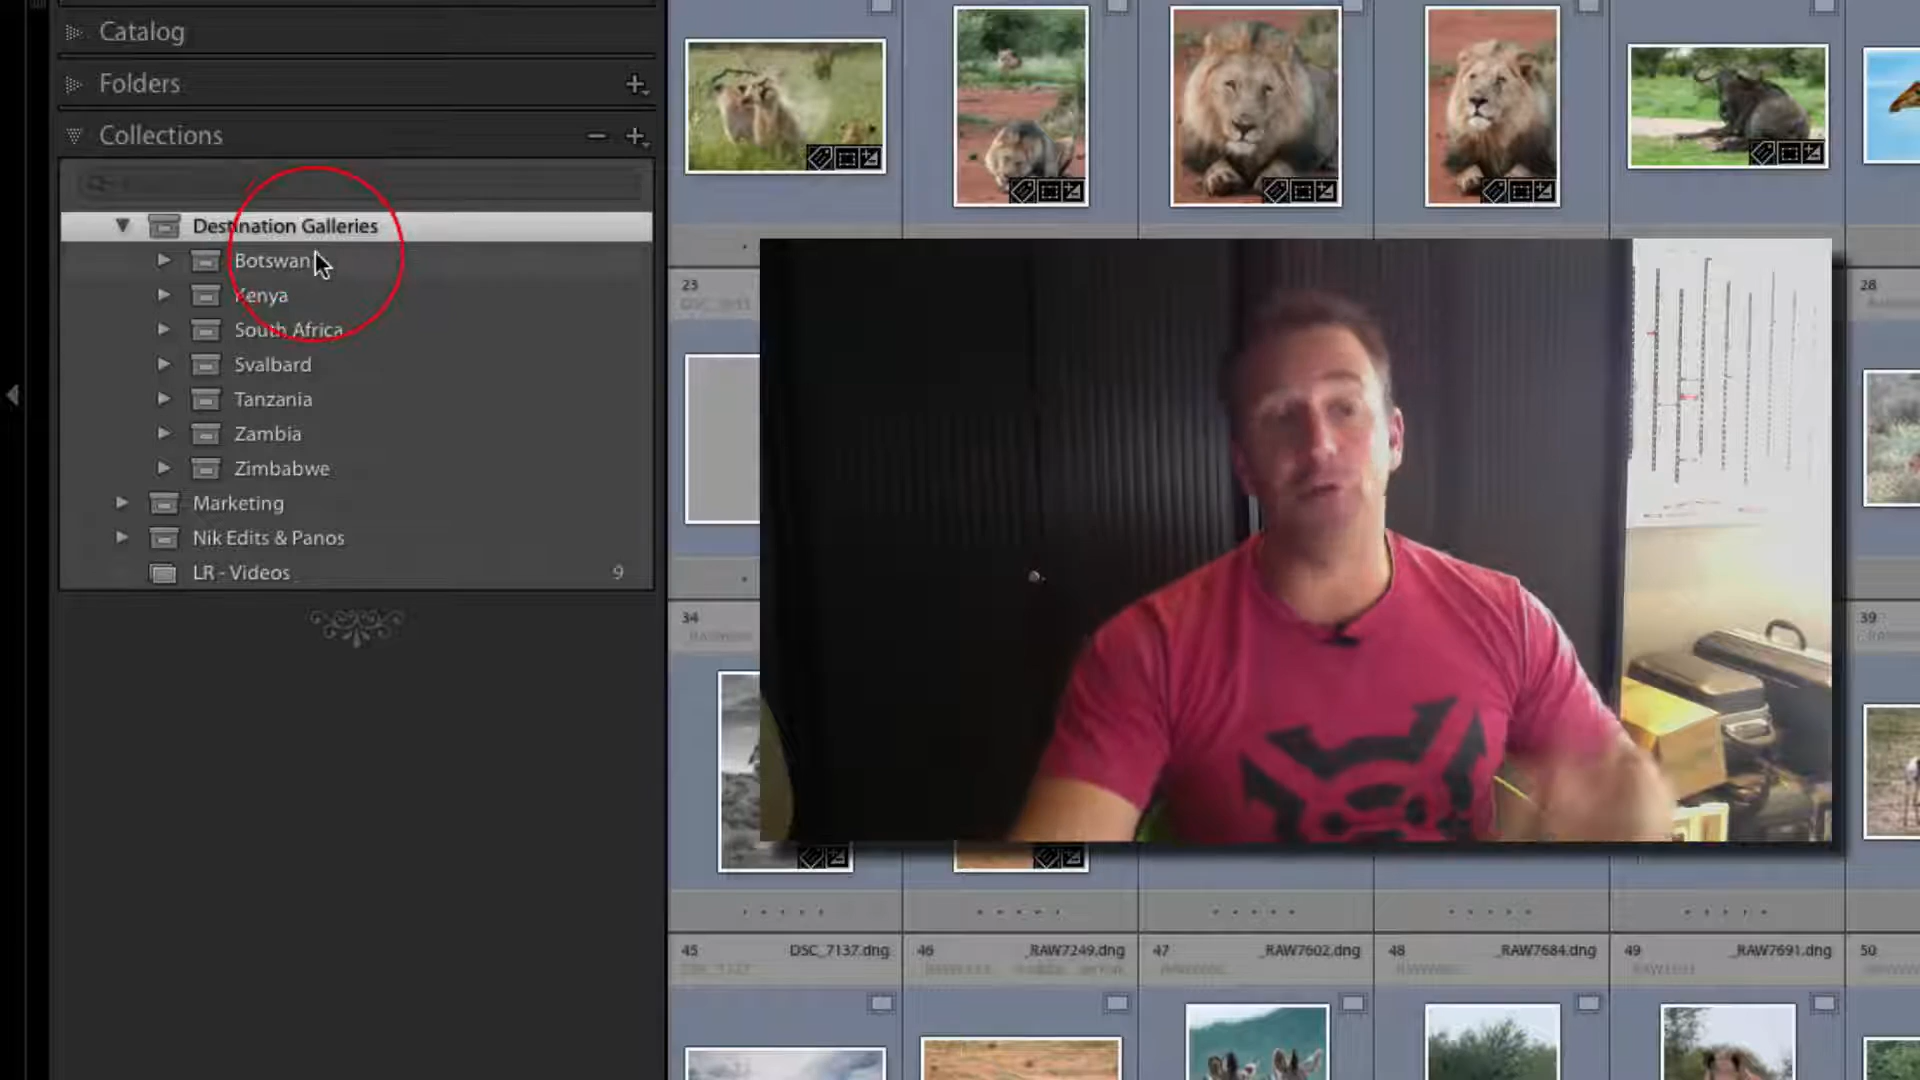 Catalog
Folders
Collections
Destination Galleries
Botswan
Kenya
South Africa
Svalbard
Tanzania
Zambia
Zimbabwe
Marketing
Nik Edits & Panos
LR - Videos 9
23
28
34
39
45 DSC_7137.dng
46 _RAW7249.dng
47 _RAW7602.dng
48 _RAW7684.dng
49 _RAW7691.dng
50